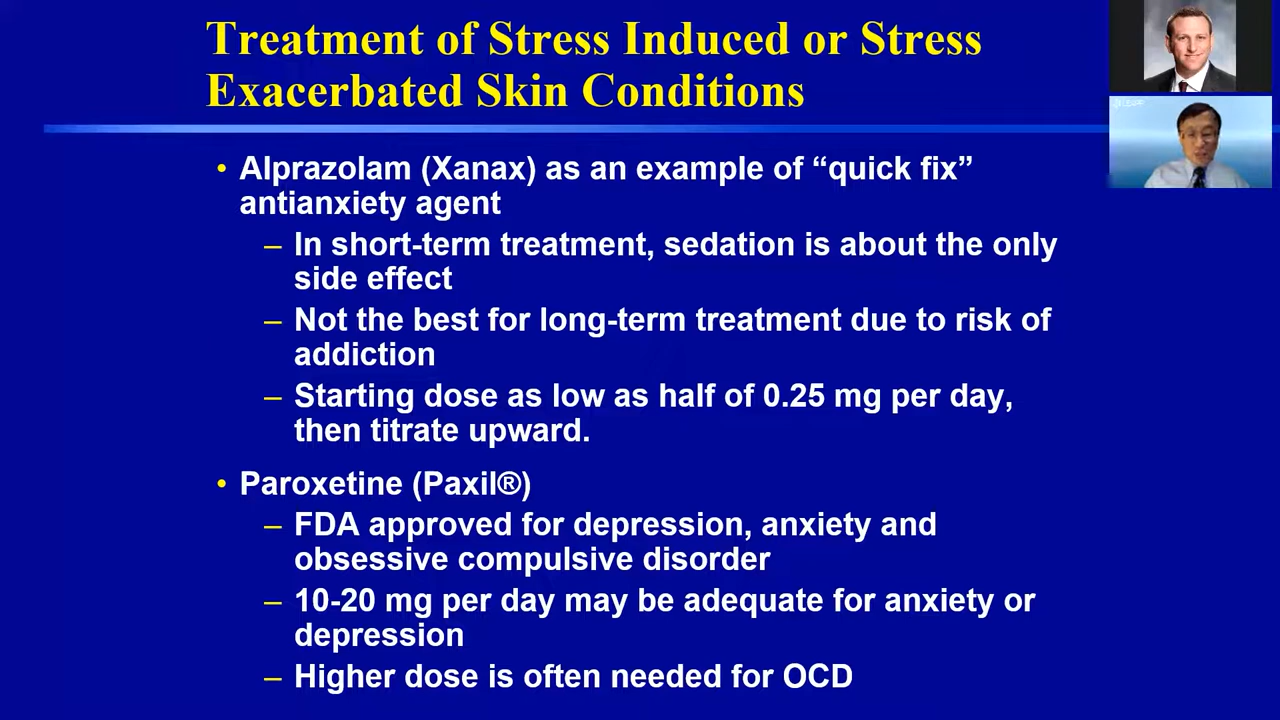 Treatment of Stress Induced or Stress
Exacerbated Skin Conditions
• Alprazolam (Xanax) as an example of “quick fix”
antianxiety agent
– In short-term treatment, sedation is about the only
side effect
– Not the best for long-term treatment due to risk of
addiction
– Starting dose as low as half of 0.25 mg per day,
then titrate upward.
• Paroxetine (Paxil®)
– FDA approved for depression, anxiety and
obsessive compulsive disorder
– 10-20 mg per day may be adequate for anxiety or
depression
– Higher dose is often needed for OCD